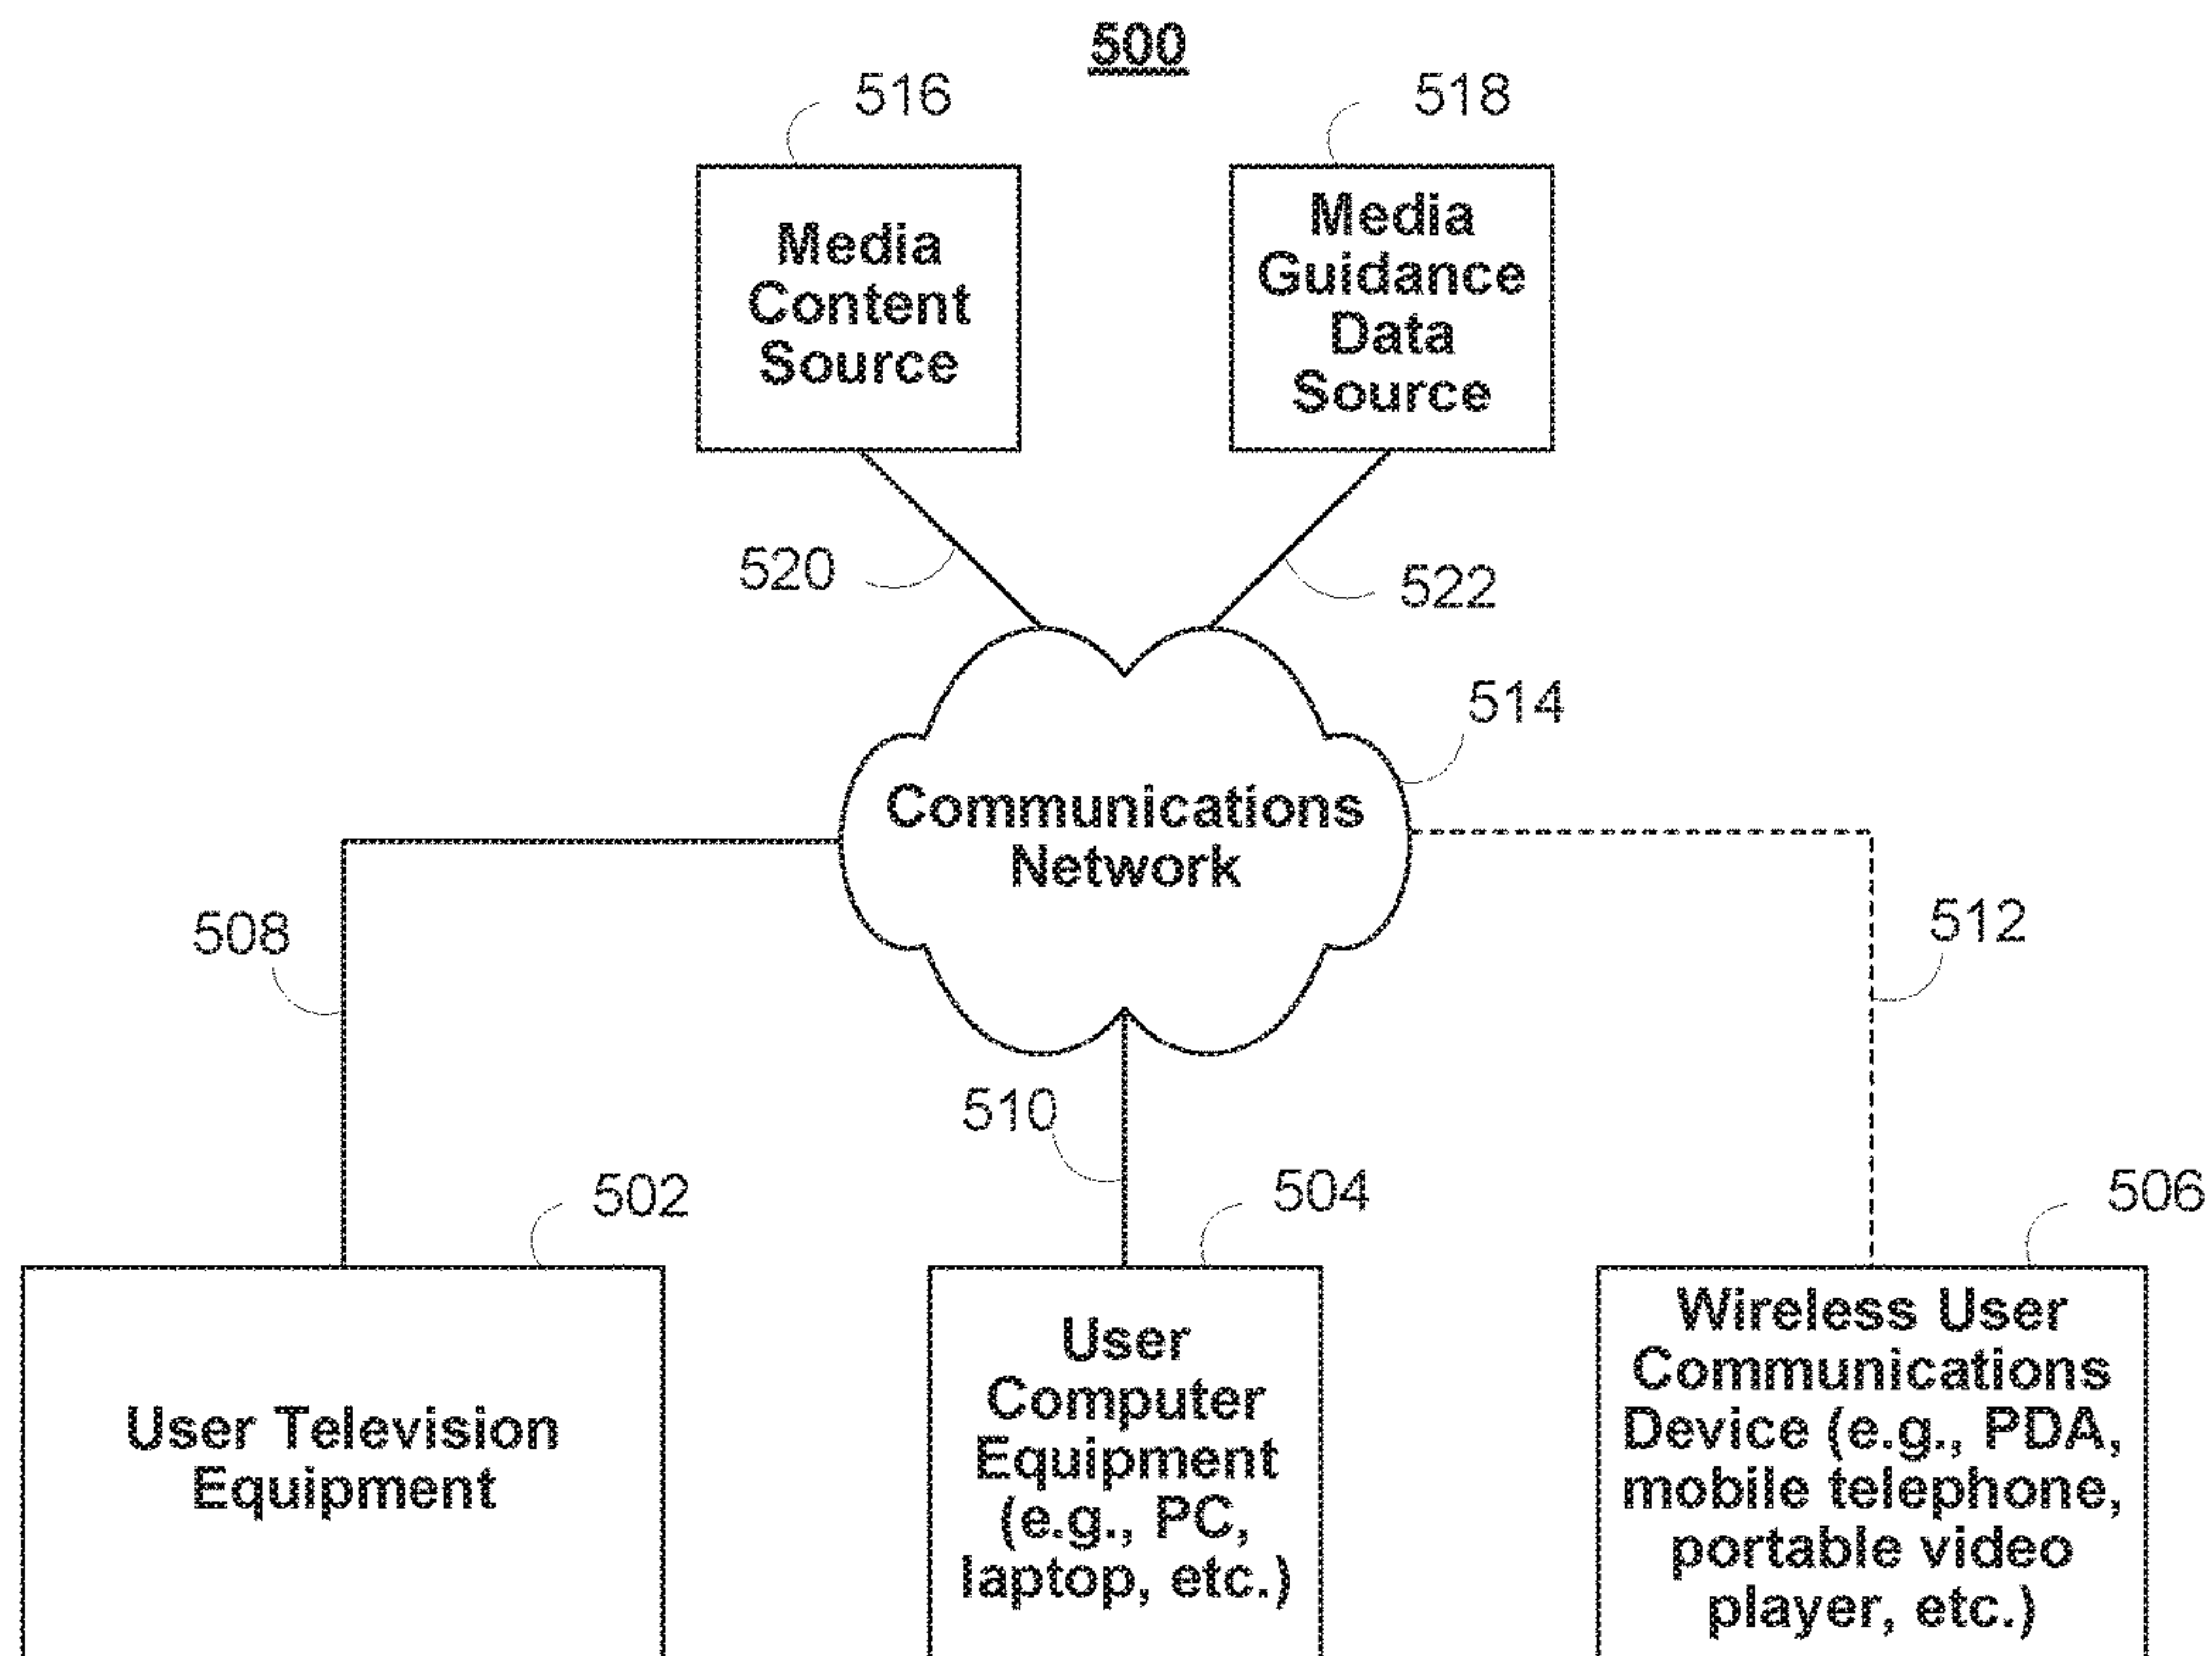 500
516
518
Media
Content
Source
Media
Guidance
Data
Source
520
522
514
Communications
Network
508
512
510
502
504
506
User Television
Equipment
User
Computer
Equipment
(e.g., PC,
laptop, etc.)
Wireless User
Communications
Device (e.g., PDA,
mobile telephone,
portable video
player, etc.)